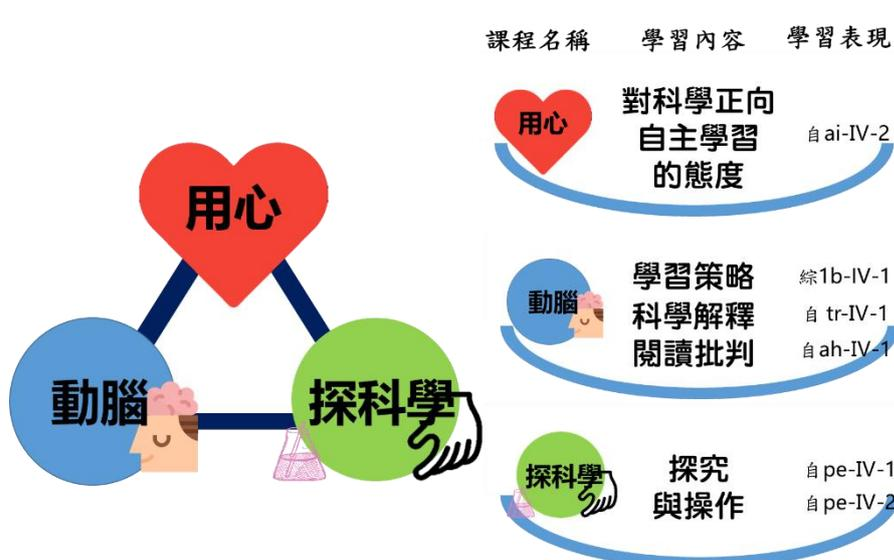 用心
動腦
探科學
課程名稱 學習內容 學習表現
用心
對科學正向
自主學習
的態度
自ai-IV-2
動腦
學習策略
科學解釋
閱讀批判
綜1b-IV-1
自 tr-IV-1
自ah-IV-1
探科學
探究
與操作
自pe-IV-1
自pe-IV-2